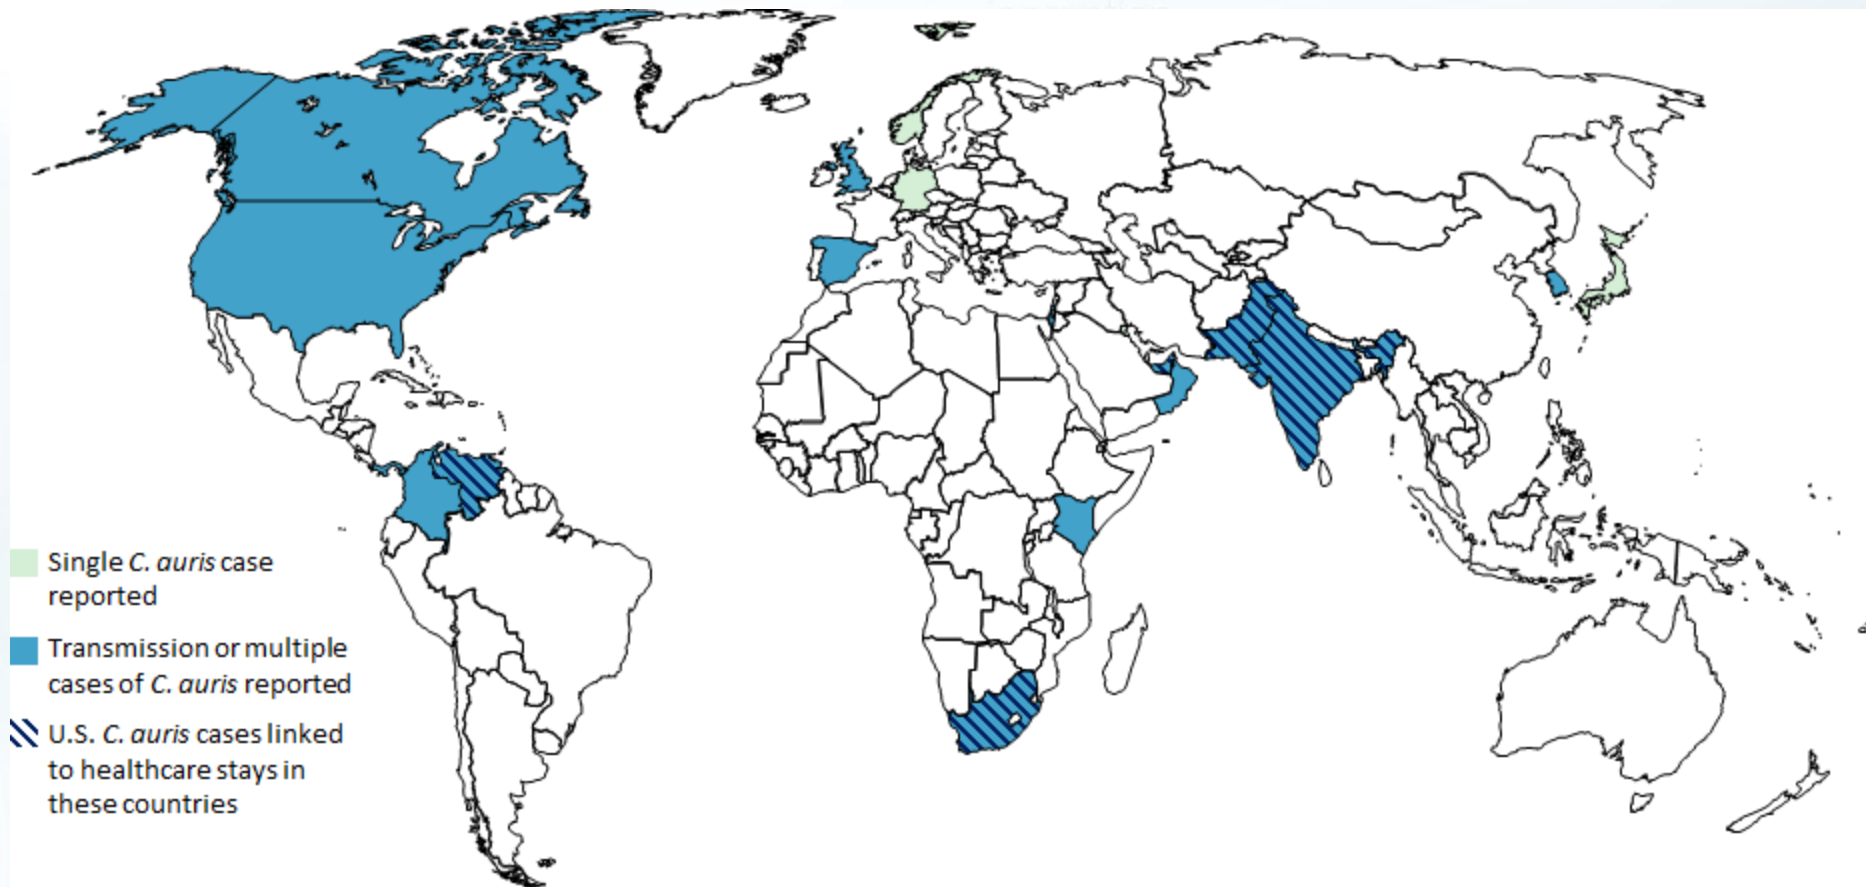 Single C. auris case
reported
Transmission or multiple
cases of C. auris reported
U.S. C. auris cases linked
to healthcare stays in
these countries